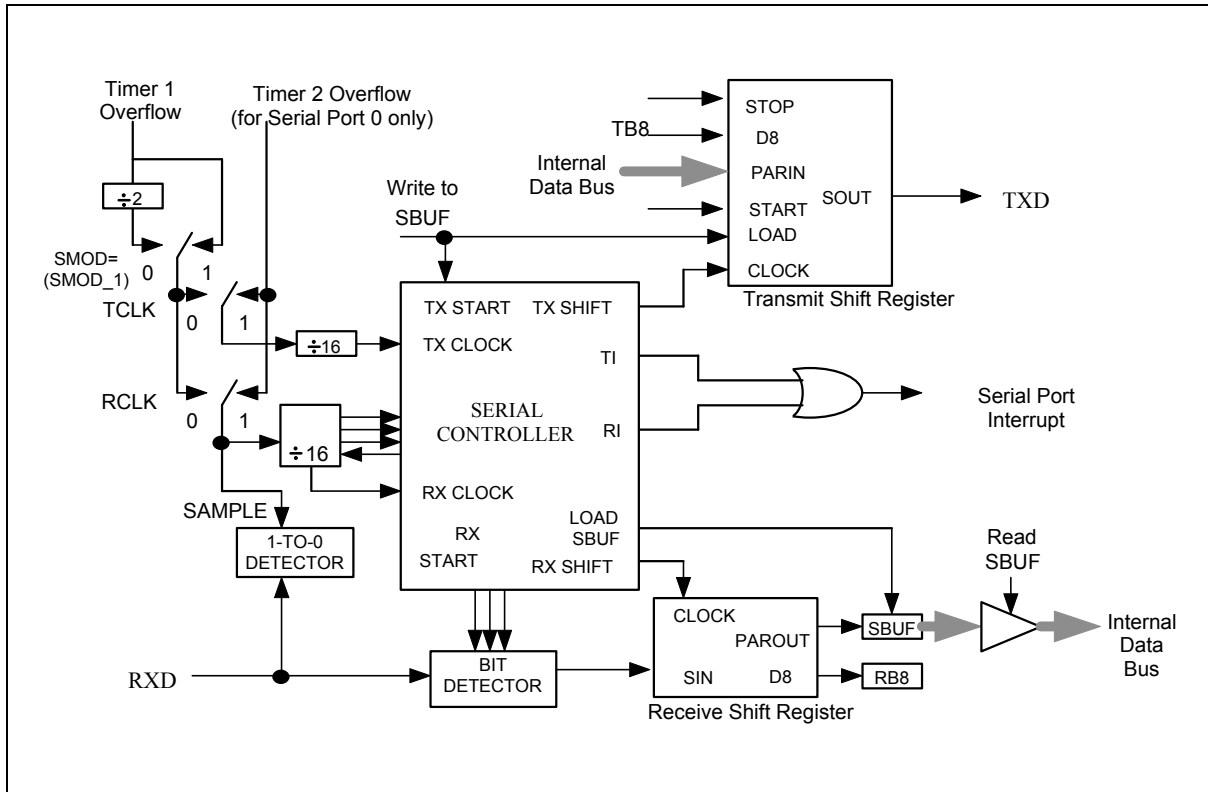 Timer 1
Overflow
Timer 2 Overflow
(for Serial Port 0 only)
÷2
SMOD=
(SMOD_1)
0
1
TCLK
0
1
÷16
RCLK
0
1
÷16
SAMPLE
1-TO-0
DETECTOR
RXD
Write to
SBUF
TB8
Internal
Data Bus
STOP
D8
PARIN
START
LOAD
CLOCK
SOUT
TXD
Transmit Shift Register
TX START
TX SHIFT
TX CLOCK
TI
SERIAL
CONTROLLER
RI
RX CLOCK
LOAD
SBUF
RX
START
RX SHIFT
Serial Port
Interrupt
BIT
DETECTOR
CLOCK
PAROUT
SIN
D8
Receive Shift Register
SBUF
RB8
Read
SBUF
Internal
Data
Bus